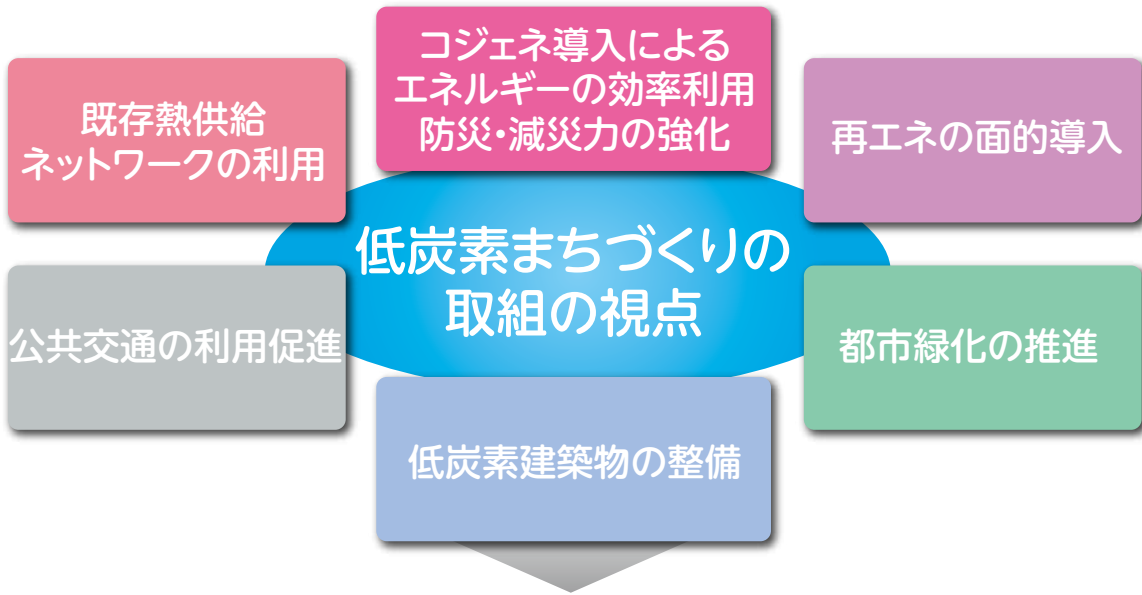 コジェネ導入による
エネルギーの効率利用
防災・減災力の強化
既存熱供給
ネットワークの利用
再エネの面的導入
低炭素まちづくりの
取組の視点
公共交通の利用促進
都市緑化の推進
低炭素建築物の整備